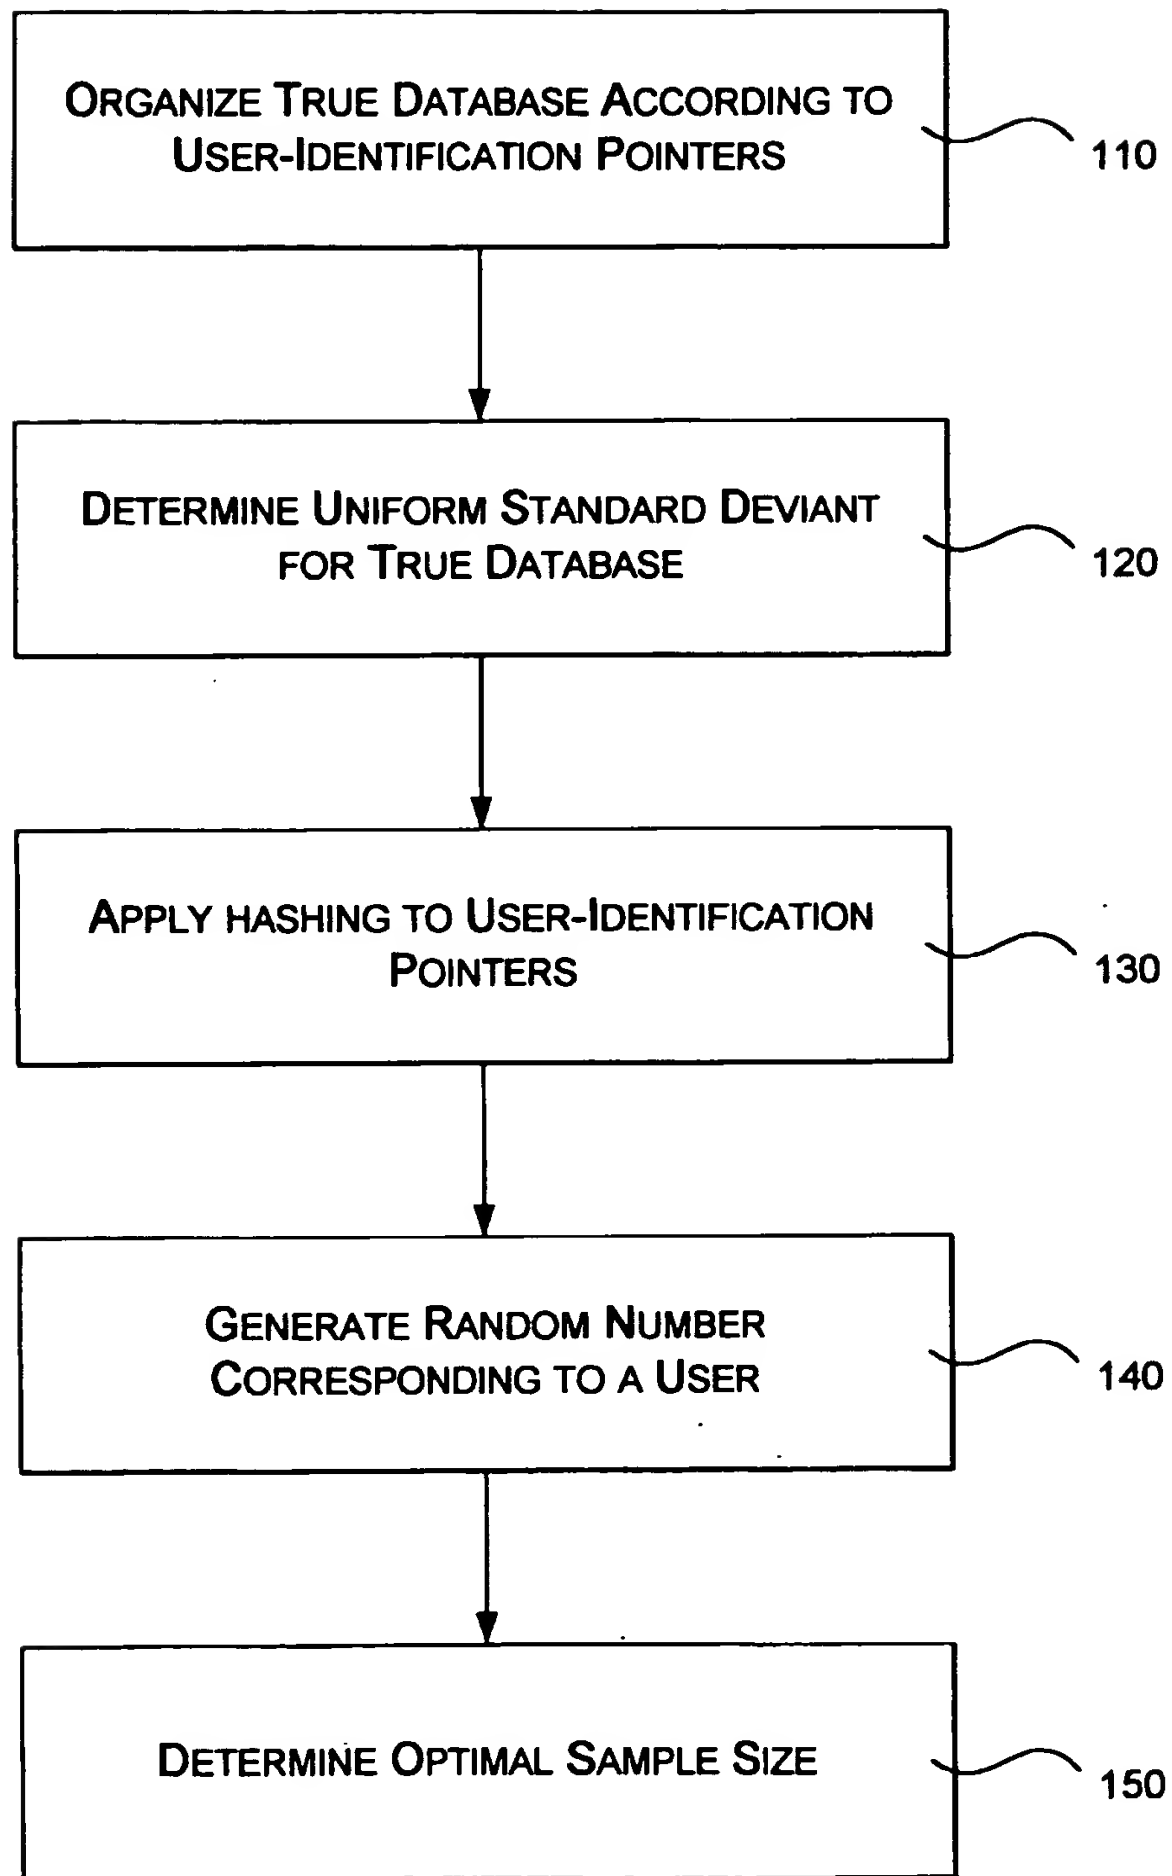 ORGANIZE TRUE DATABASE ACCORDING TO
USER-IDENTIFICATION POINTERS
110
DETERMINE UNIFORM STANDARD DEVIANT
FOR TRUE DATABASE
120
APPLY HASHING TO USER-IDENTIFICATION
POINTERS
130
GENERATE RANDOM NUMBER
CORRESPONDING TO A USER
140
DETERMINE OPTIMAL SAMPLE SIZE
150